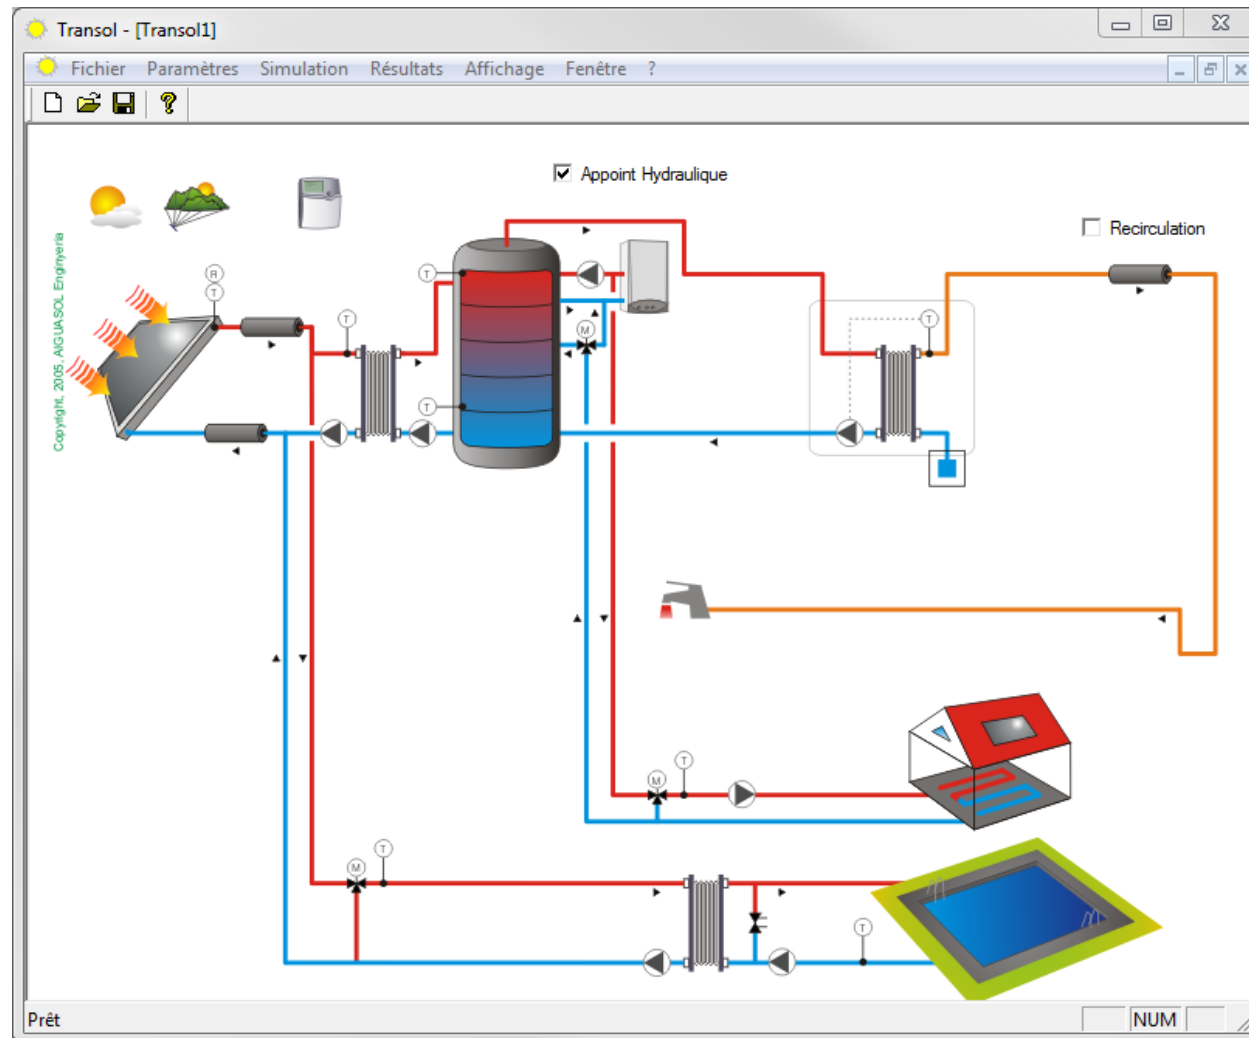 Transol - [Transol1]
Fichier Paramètres Simulation Résultats Affichage Fenêtre ?
Appoint Hydraulique
Recirculation
Copyright, 2005, AIGUASOL Enginyeria
R
T
T
T
T
M
T
M
T
M
T
T
Prêt
NUM